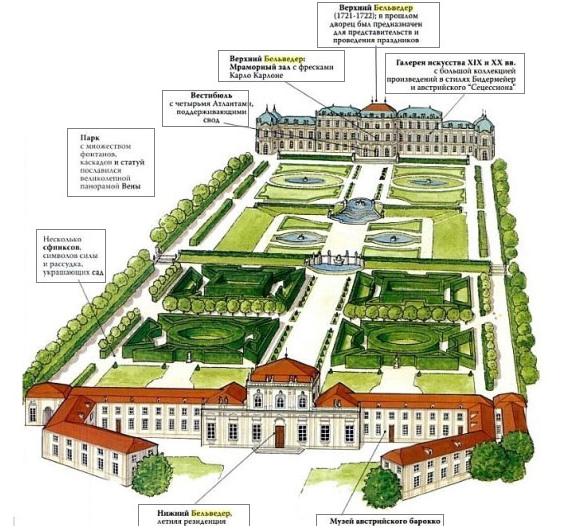 Верхний Бельведер
(1721-1722); в прошлом
дворец был предназначен
для представительств и
проведения праздников
Верхний Бельведер:
Мраморный зал с фресками
Карло Карлоне
Галереи искусства XIX и XX вв.
с большой коллекцией
произведений в стилях Бидермейер
и австрийского "Сецессиона"
Вестибюль
с четырьмя Атлантами,
поддерживающими
свод
Парк
с множеством
фонтанов,
каскадов и статуй
пославился
великолепной
панорамой Вены
Несколько
сфинксов,
символов силы
и рассудка,
украшающих сад
Нижний Бельведер,
летняя резиденция
Музей австрийского барокко